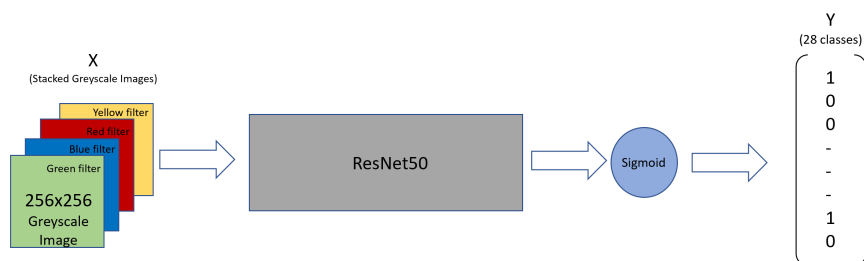 X
(Stacked Greyscale Images)
Yellow filter
Red filter
Blue filter
Green filter
256x256
Greyscale
Image
ResNet50
Sigmoid
Y
(28 classes)
1
0
0
-
-
-
1
0